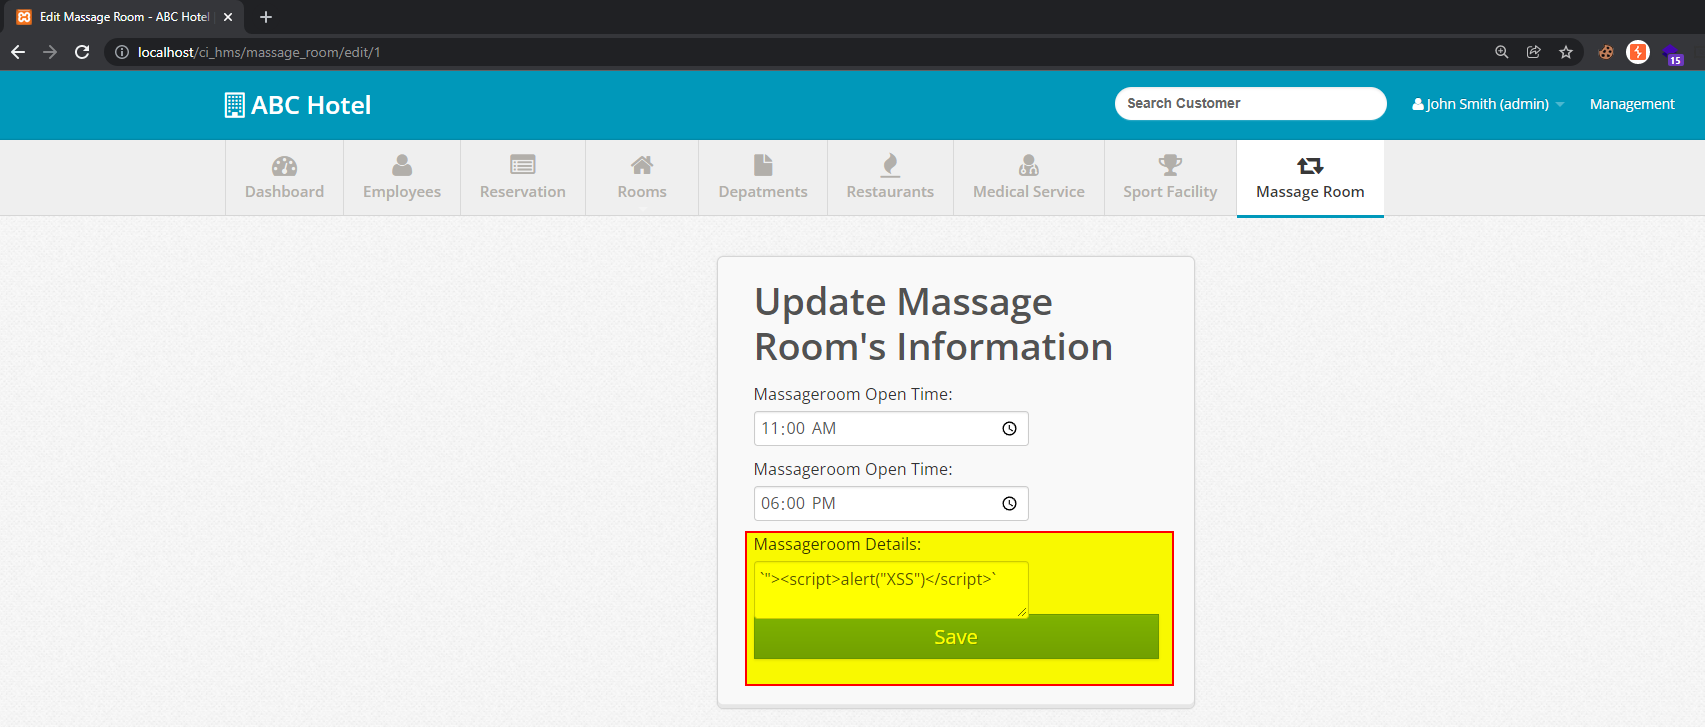 Edit Massage Room - ABC Hotel
localhost/ci_hms/massage_room/edit/1
15
ABC Hotel
Search Customer
John Smith (admin)
Management
Dashboard
Employees
Reservation
Rooms
Depatments
Restaurants
Medical Service
Sport Facility
Massage Room
Update Massage
Room's Information
Massageroom Open Time:
11:00 AM
Massageroom Open Time:
06:00 PM
Massageroom Details:
`"><script>alert("XSS")</script>`
Save